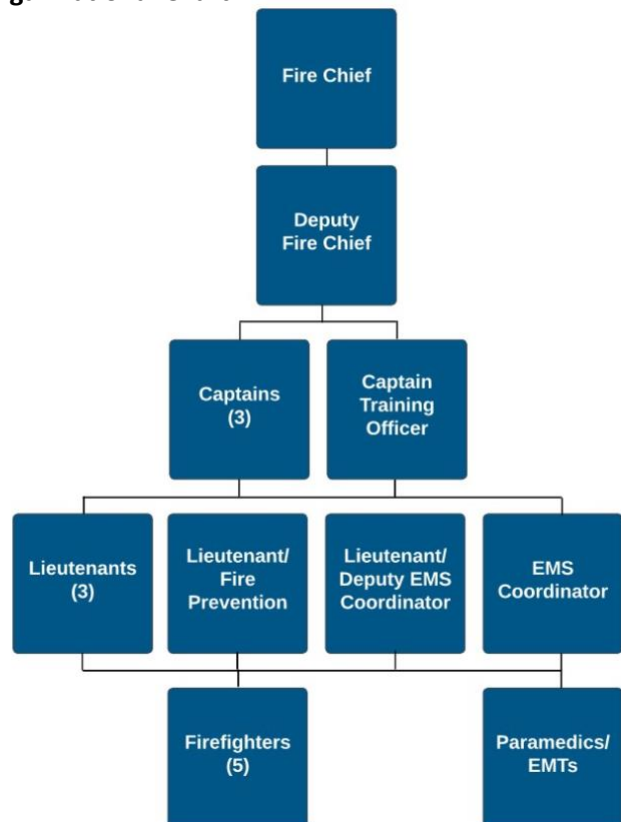 Fire Chief
Deputy
Fire Chief
Captains
(3)
Captain
Training
Officer
Lieutenants
(3)
Lieutenant/
Fire
Prevention
Lieutenant/
Deputy EMS
Coordinator
EMS
Coordinator
Firefighters
(5)
Paramedics/
EMTs